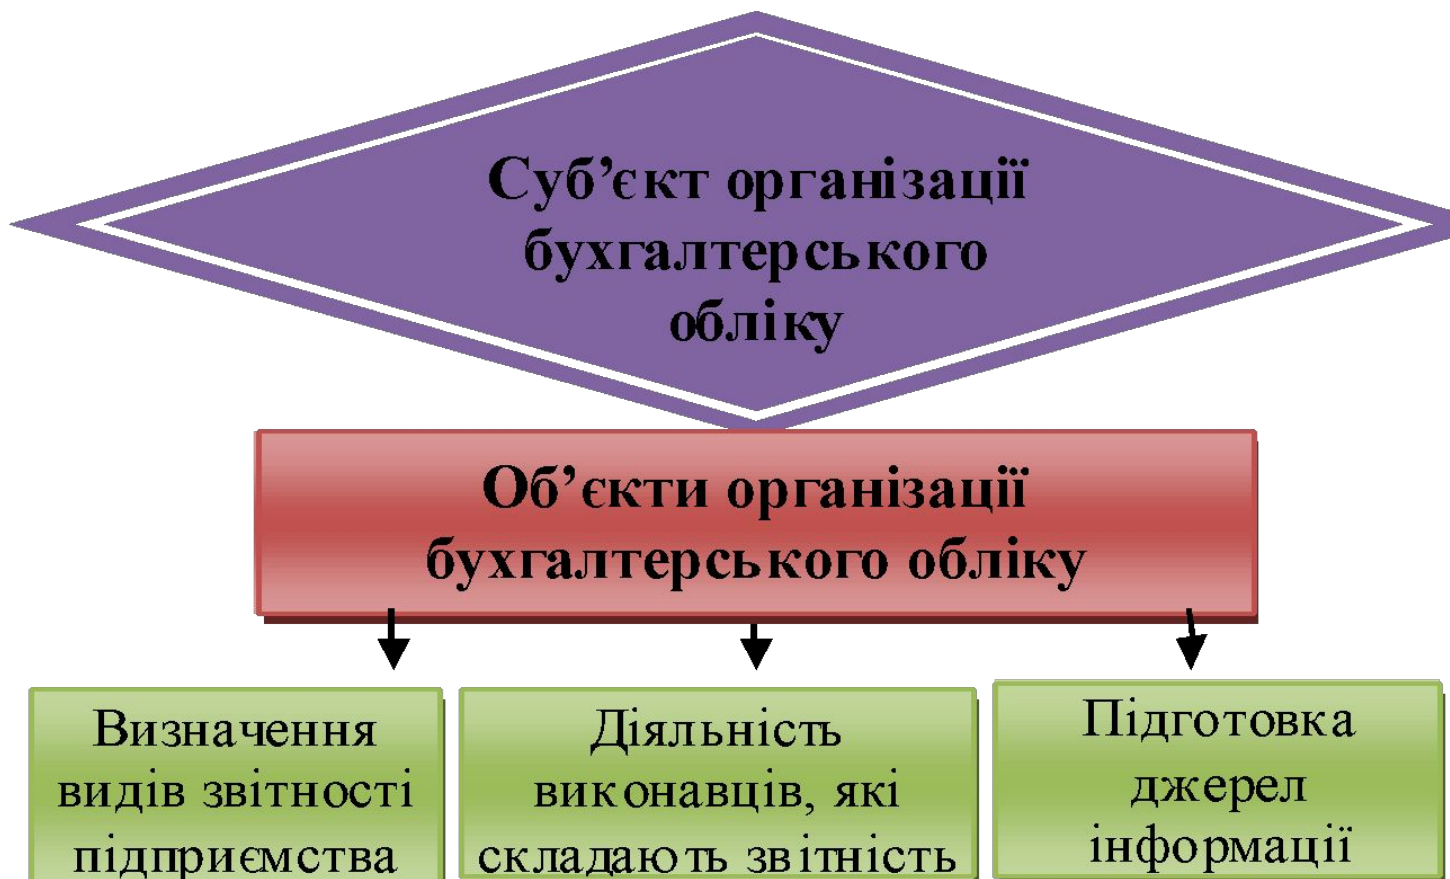 Суб’єкт організації
бухгалтерського
обліку
Об’єкти організації
бухгалтерського обліку
Визначення
видів звітності
підприємства
Діяльність
виконавців, які
складають звітність
Підготовка
джерел
інформації